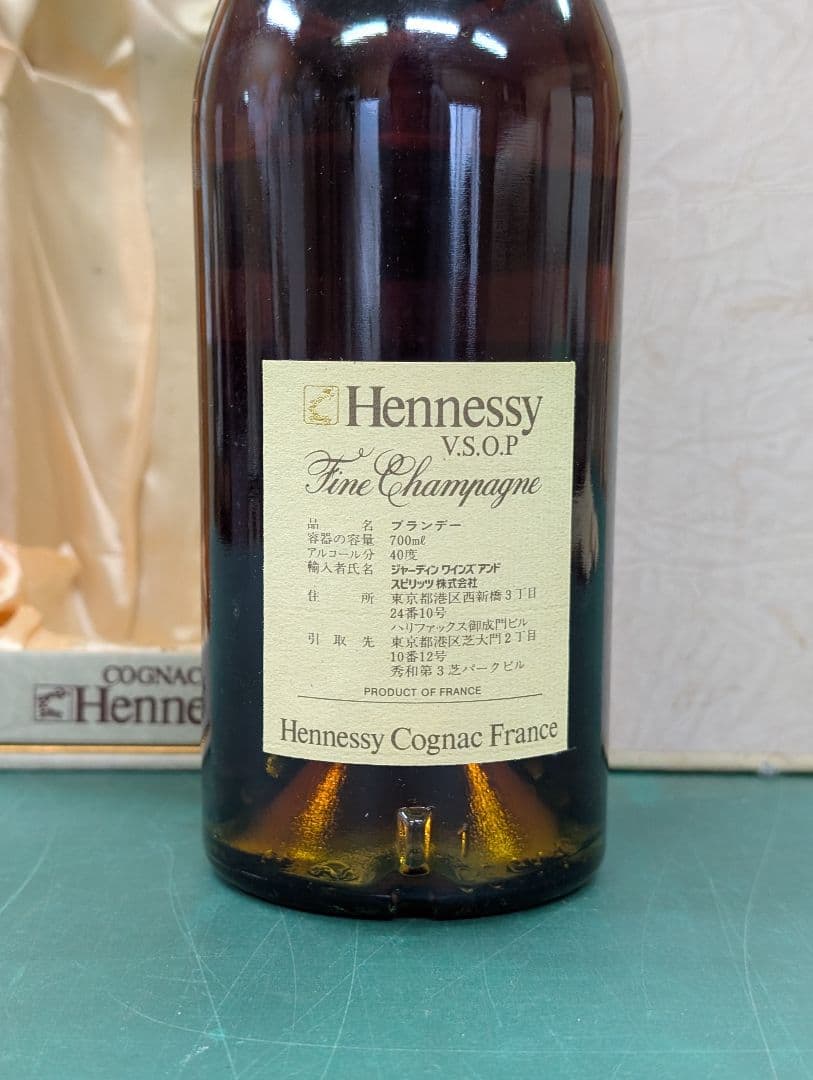 Hennessy
V.S.O.P
Fine Champagne
品名 ブランデー
容器の容量 700mℓ
アルコール分 40度
輸入者氏名 ジャーディン ワインズ アンド
スピリッツ 株式会社
住所 東京都港区西新橋3丁目
24番10号
ハリファックス御成門ビル
引取先 東京都港区芝大門2丁目
10番12号
秀和第3芝パークビル
PRODUCT OF FRANCE
Hennessy Cognac France
COGNAC
Henne